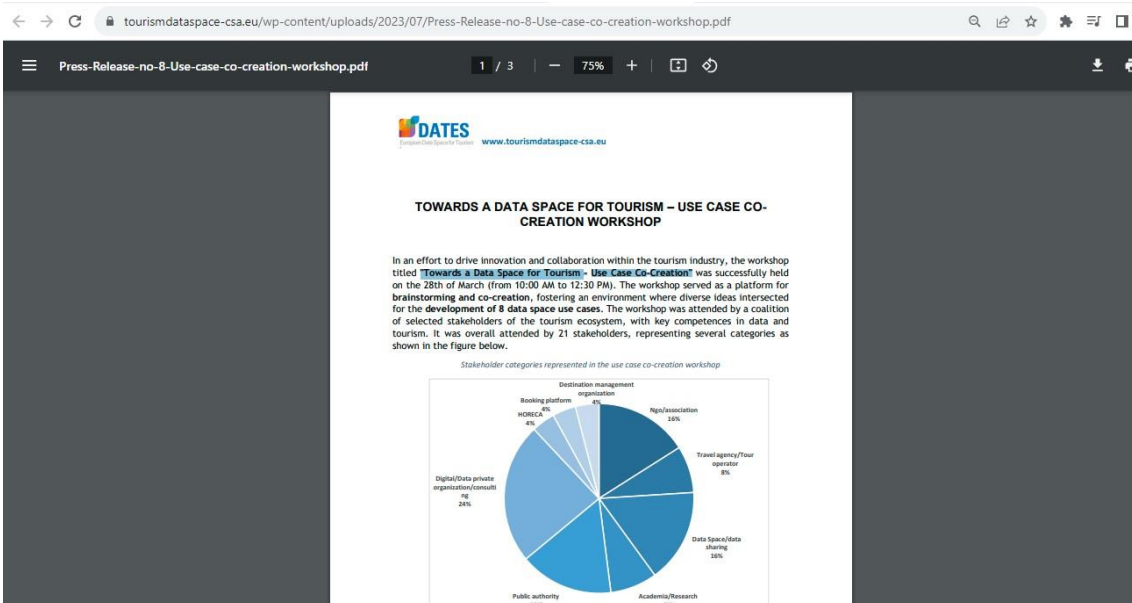 tourismdataspace-csa.eu/wp-content/uploads/2023/07/Press-Release-no-8-Use-case-co-creation-workshop.pdf
Press-Release-no-8-Use-case-co-creation-workshop.pdf
1 / 3
75%
DATES
European Data Space for Tourism
www.tourismdataspace-csa.eu
TOWARDS A DATA SPACE FOR TOURISM – USE CASE CO-
CREATION WORKSHOP
In an effort to drive innovation and collaboration within the tourism industry, the workshop
titled "Towards a Data Space for Tourism - Use Case Co-Creation" was successfully held
on the 28th of March (from 10:00 AM to 12:30 PM). The workshop served as a platform for
brainstorming and co-creation, fostering an environment where diverse ideas intersected
for the development of 8 data space use cases. The workshop was attended by a coalition
of selected stakeholders of the tourism ecosystem, with key competences in data and
tourism. It was overall attended by 21 stakeholders, representing several categories as
shown in the figure below.
Stakeholder categories represented in the use case co-creation workshop
Destination management
organization
4%
Booking platform
4%
HORECA
4%
Ngo/association
16%
Travel agency/Tour
operator
8%
Digital/Data private
organization/consulti
ng
24%
Data Space/data
sharing
16%
Public authority
Academia/Research